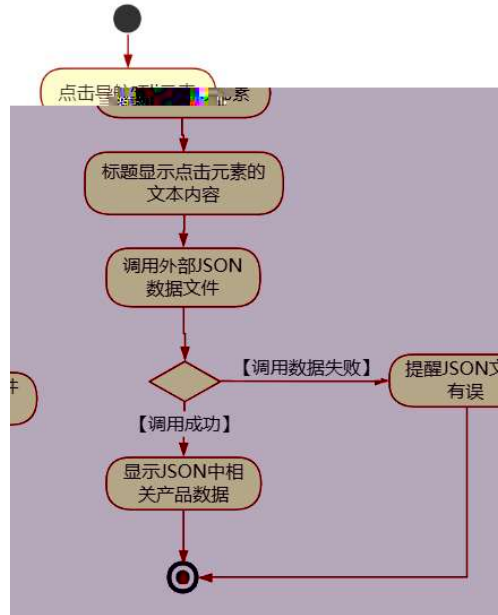 点击导
素
标题显示点击元素的
文本内容
调用外部JSON
数据文件
【调用数据失败】
提醒JSON文
有误
件
【调用成功】
显示JSON中相
关产品数据